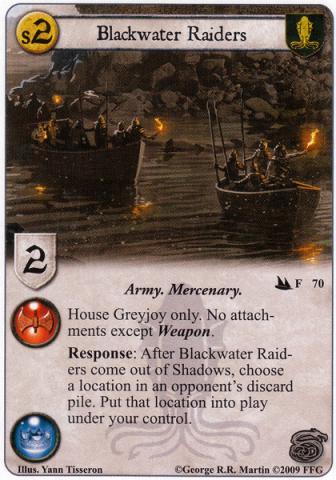 s2
Blackwater Raiders
2
Army. Mercenary.
F 70
House Greyjoy only. No attach-
ments except Weapon.
Response: After Blackwater Raid-
ers come out of Shadows, choose
a location in an opponent's discard
pile. Put that location into play
under your control.
Illus. Yann Tisseron
©George R.R. Martin ©2009 FFG